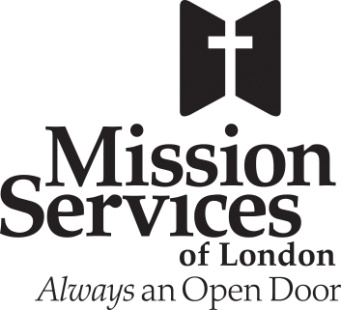 Mission
Services
of London
Always an Open Door